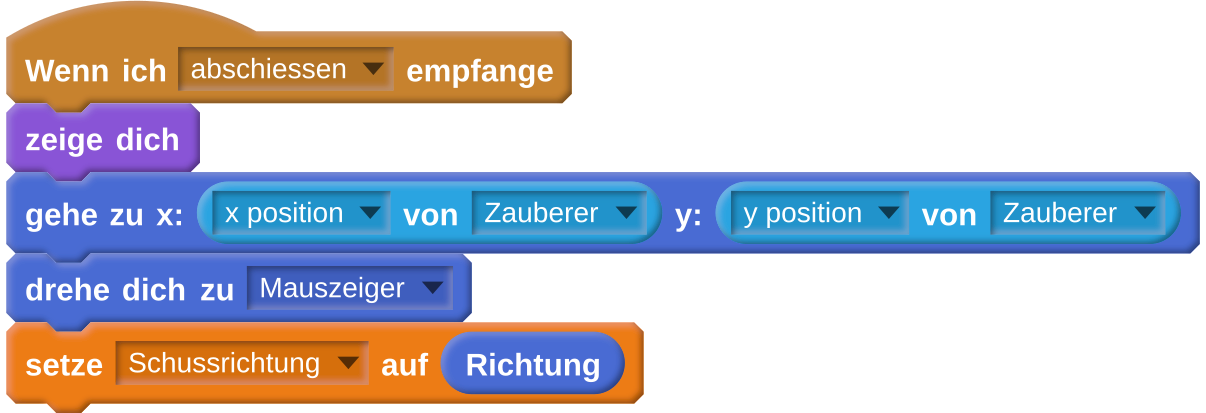 Wenn ich abschiessen empfange
zeige dich
gehe zu x: x position von Zauberer y: y position von Zauberer
drehe dich zu Mauszeiger
setze Schussrichtung auf Richtung